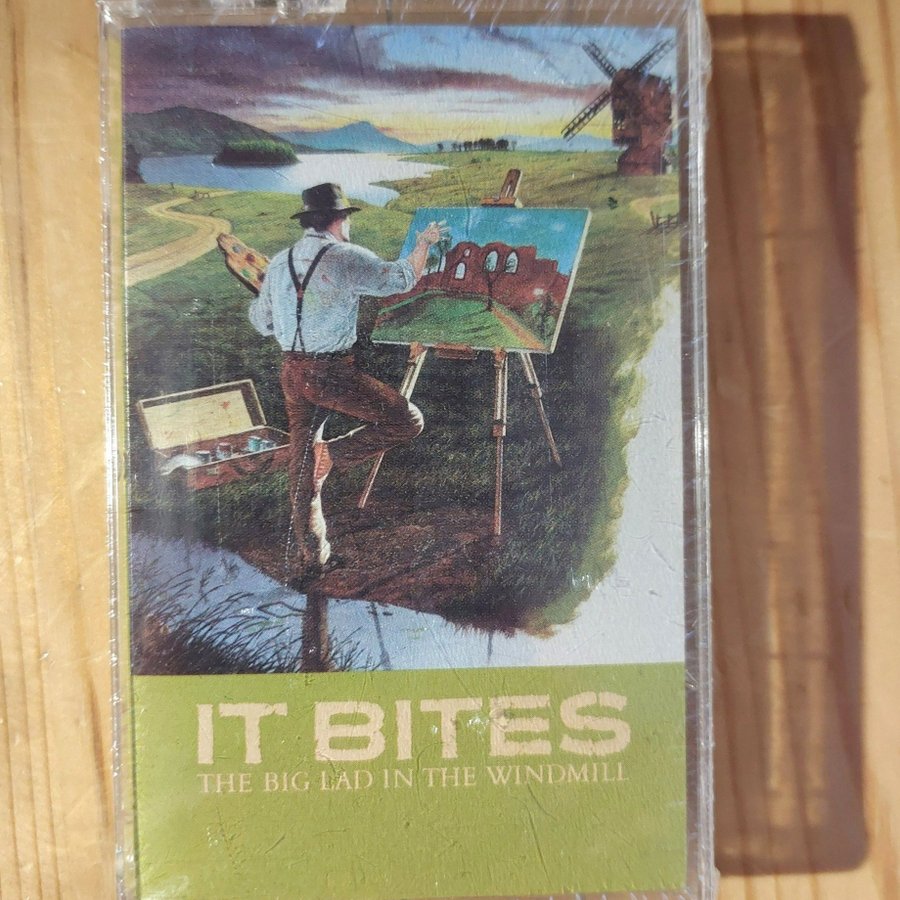 IT BITES
THE BIG LAD IN THE WINDMILL